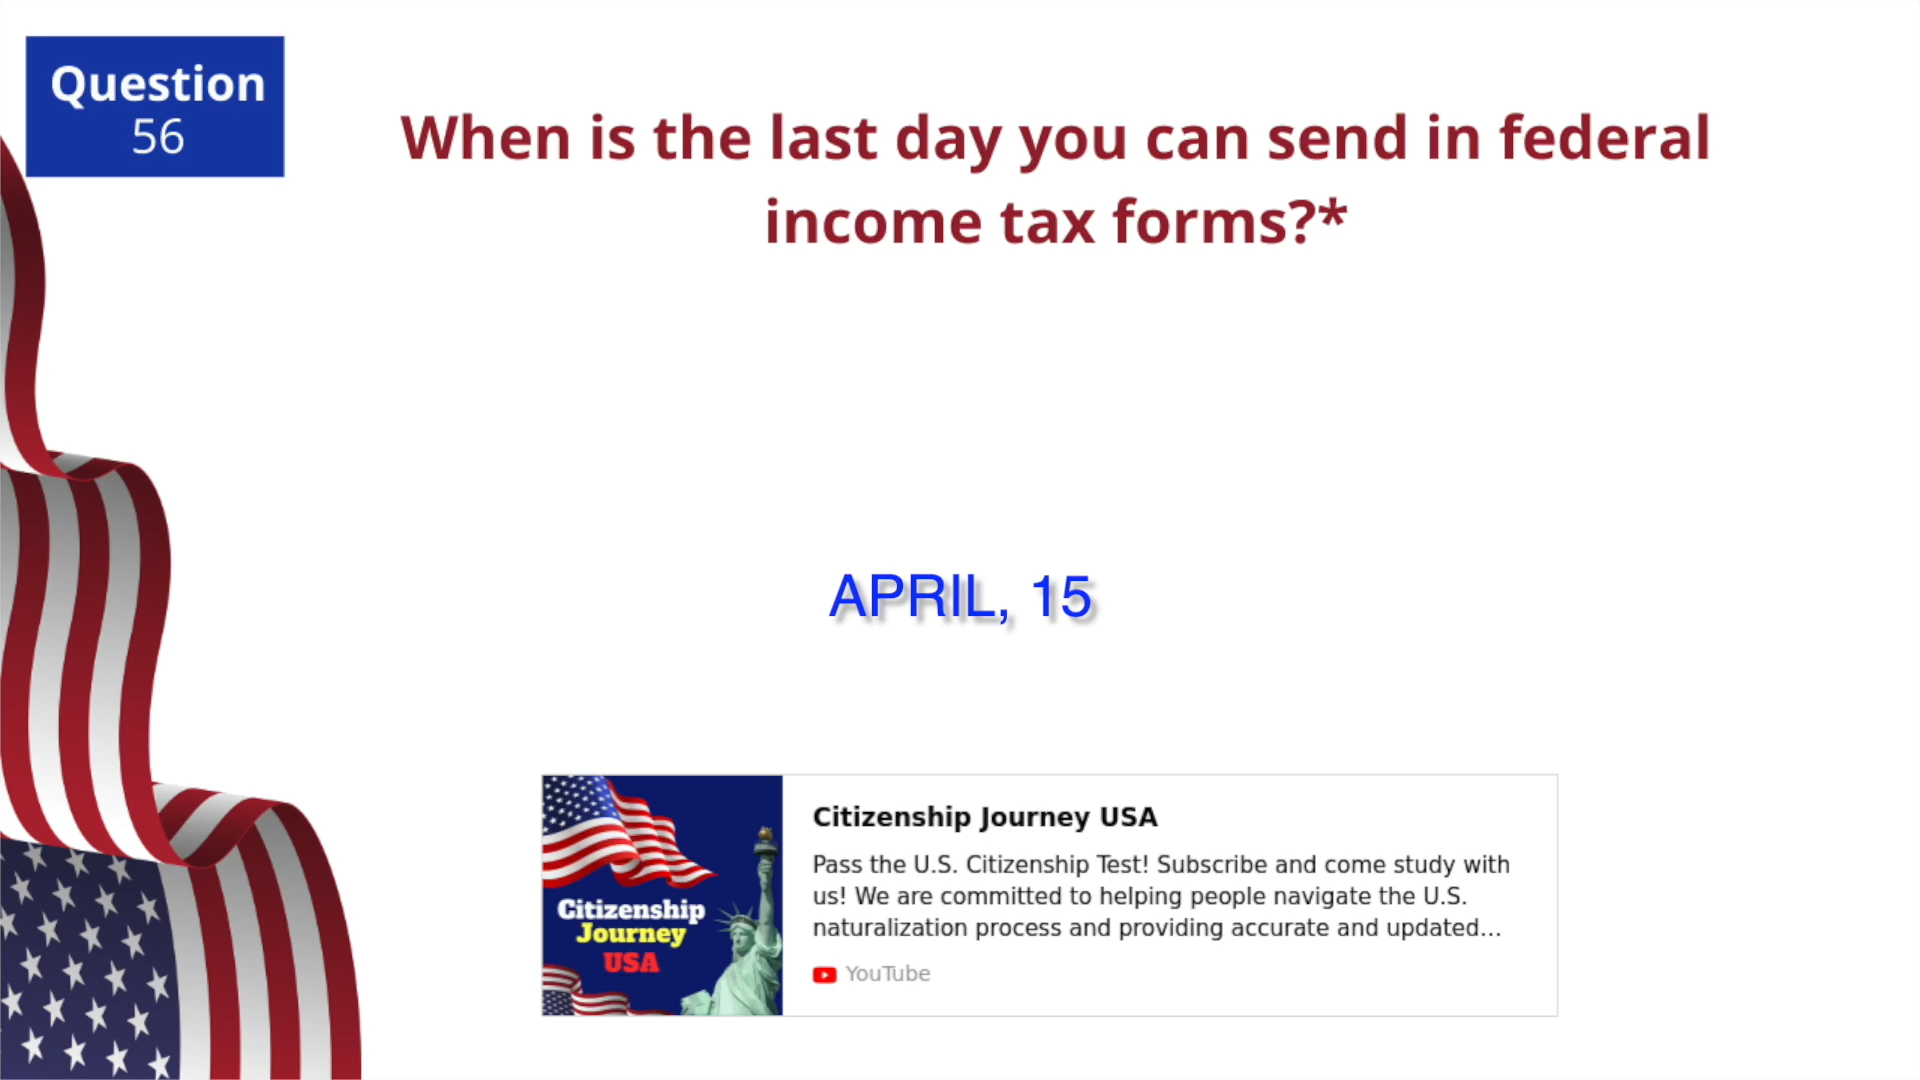 Question
56
When is the last day you can send in federal
income tax forms?*
APRIL, 15
Citizenship
Journey
USA
Citizenship Journey USA
Pass the U.S. Citizenship Test! Subscribe and come study with
us! We are committed to helping people navigate the U.S.
naturalization process and providing accurate and updated...
YouTube